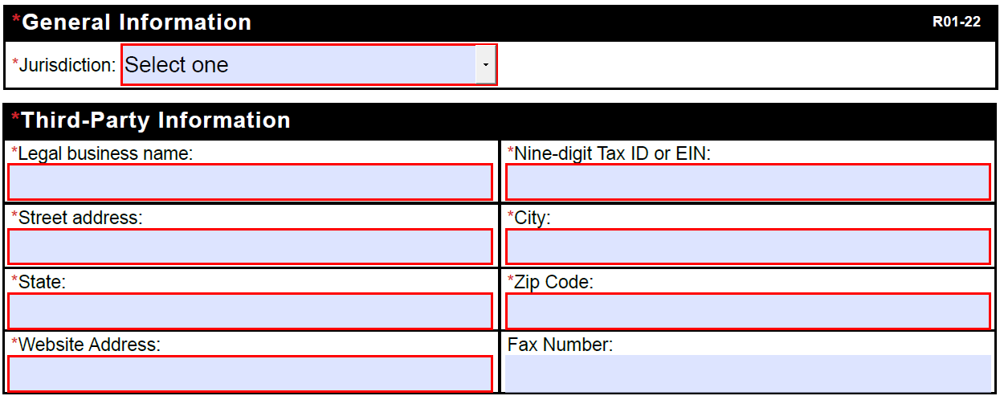 *General Information R01-22
*Jurisdiction: Select one
*Third-Party Information
*Legal business name: *Nine-digit Tax ID or EIN:
*Street address: *City:
*State: *Zip Code:
*Website Address: Fax Number: